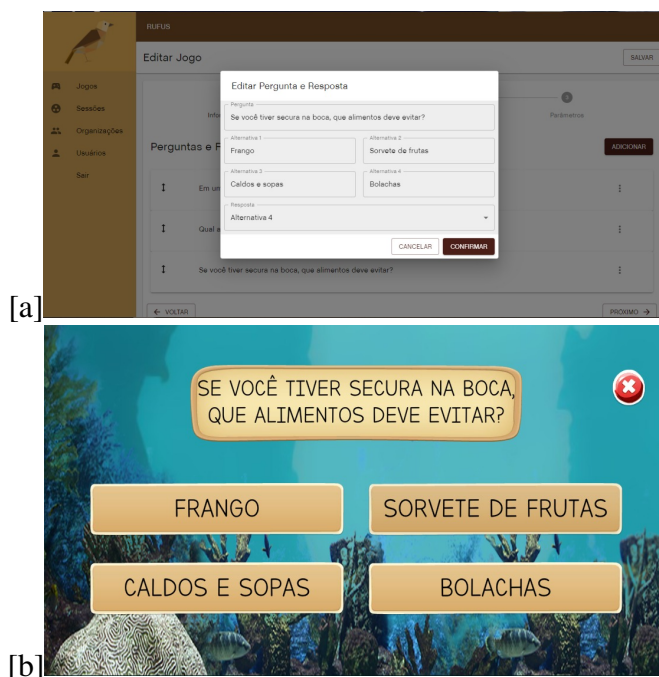 RUFUS
Editar Jogo
SALVAR
Jogos
Sessões
Organizações
Usuários
Sair
Parâmetros
Perguntas e
ADICIONAR
Editar Pergunta e Resposta
Pergunta
Se você tiver secura na boca, que alimentos deve evitar?
Alternativa 1
Frango
Alternativa 2
Sorvete de frutas
Alternativa 3
Caldos e sopas
Alternativa 4
Bolachas
Resposta
Alternativa 4
CANCELAR
CONFIRMAR
Em
Qual
Se você tiver secura na boca, que alimentos deve evitar?
← VOLTAR
PRÓXIMO →
[a]
SE VOCÊ TIVER SECURA NA BOCA,
QUE ALIMENTOS DEVE EVITAR?
FRANGO
SORVETE DE FRUTAS
CALDOS E SOPAS
BOLACHAS
[b]